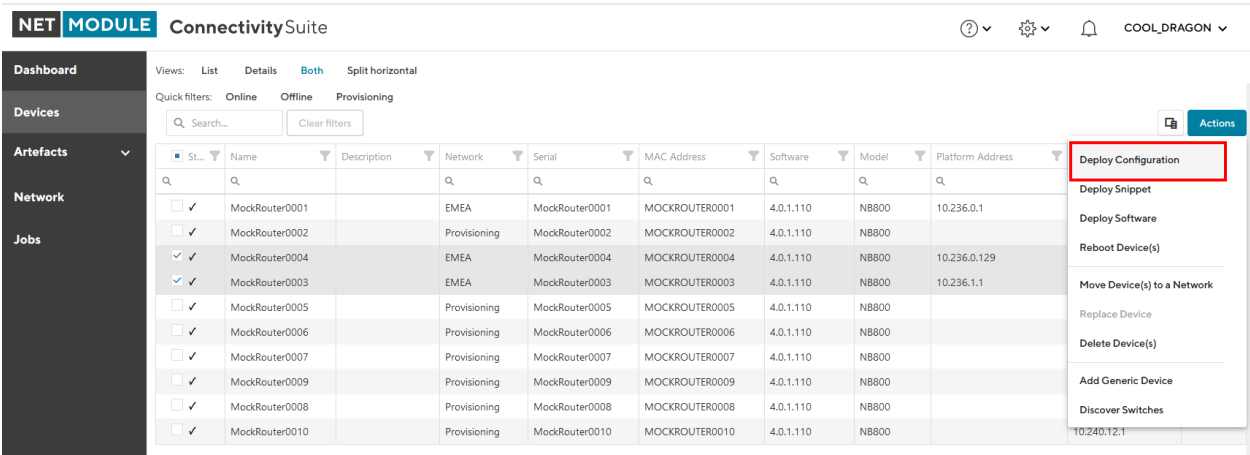 NET MODULE ConnectivitySuite COOL_DRAGON
Dashboard
Devices
Artefacts
Network
Jobs
Views: List Details Both Split horizontal
Quick filters: Online Offline Provisioning
Search... Clear filters Actions
St... Name Description Network Serial MAC Address Software Model Platform Address
MockRouter0001 EMEA MockRouter0001 MOCKROUTER0001 4.0.1.110 NB800 10.236.0.1
MockRouter0002 Provisioning MockRouter0002 MOCKROUTER0002 4.0.1.110 NB800
MockRouter0004 EMEA MockRouter0004 MOCKROUTER0004 4.0.1.110 NB800 10.236.0.129
MockRouter0003 EMEA MockRouter0003 MOCKROUTER0003 4.0.1.110 NB800 10.236.1.1
MockRouter0005 Provisioning MockRouter0005 MOCKROUTER0005 4.0.1.110 NB800
MockRouter0006 Provisioning MockRouter0006 MOCKROUTER0006 4.0.1.110 NB800
MockRouter0007 Provisioning MockRouter0007 MOCKROUTER0007 4.0.1.110 NB800
MockRouter0009 Provisioning MockRouter0009 MOCKROUTER0009 4.0.1.110 NB800
MockRouter0008 Provisioning MockRouter0008 MOCKROUTER0008 4.0.1.110 NB800
MockRouter0010 Provisioning MockRouter0010 MOCKROUTER0010 4.0.1.110 NB800 10.240.12.1
Deploy Configuration
Deploy Snippet
Deploy Software
Reboot Device(s)
Move Device(s) to a Network
Replace Device
Delete Device(s)
Add Generic Device
Discover Switches